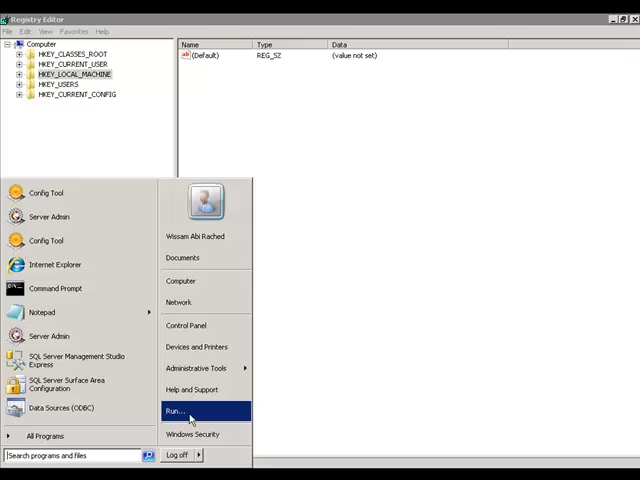 Registry Editor
File Edit View Favorites Help
Computer
HKEY_CLASSES_ROOT
HKEY_CURRENT_USER
HKEY_LOCAL_MACHINE
HKEY_USERS
HKEY_CURRENT_CONFIG
Name Type Data
(Default) REG_SZ (value not set)
Config Tool
Server Admin
Config Tool
Internet Explorer
Command Prompt
Notepad
Server Admin
SQL Server Management Studio
Express
SQL Server Surface Area
Configuration
Data Sources (ODBC)
All Programs
Search programs and files
Wissam Abi Rached
Documents
Computer
Network
Control Panel
Devices and Printers
Administrative Tools
Help and Support
Run...
Windows Security
Log off